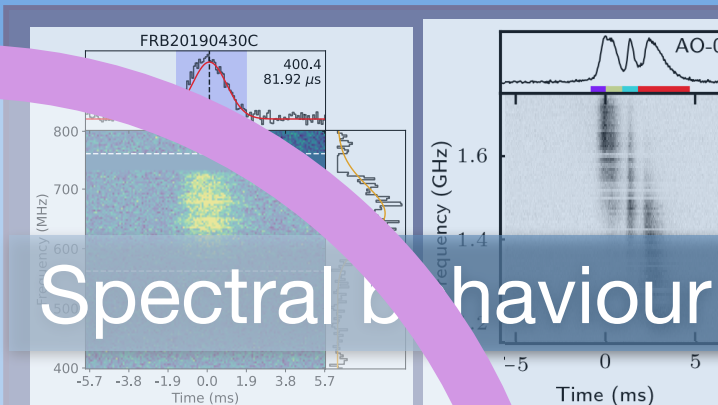 FRB20190430C
400.4
81.92 μs
AO-0
800
700
600
500
400
Frequency (MHz)
-5.7 -3.8 -1.9 0.0 1.9 3.8 5.7
Time (ms)
1.6
1.4
requency (GHz)
−5 0 5
Time (ms)
Spectral b haviour